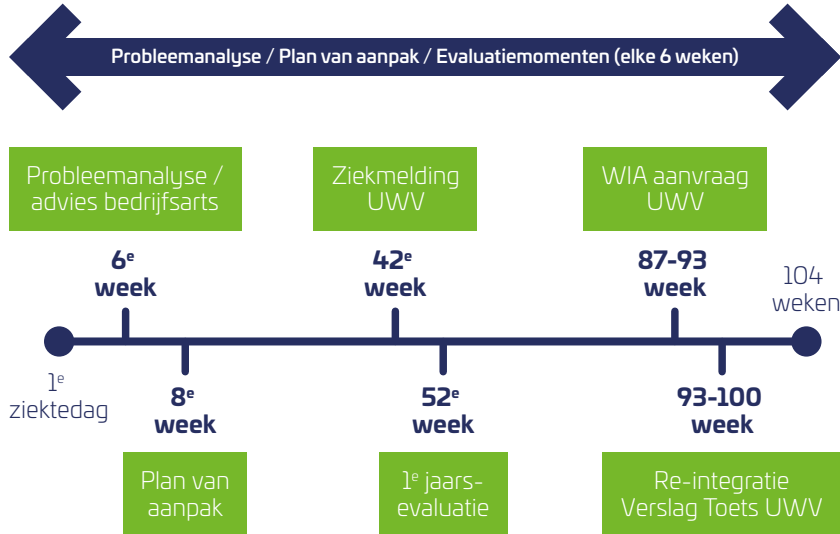 Probleemanalyse / Plan van aanpak / Evaluatiemomenten (elke 6 weken)
Probleemanalyse /
advies bedrijfsarts
Ziekmelding
UWV
WIA aanvraag
UWV
6e
week
42e
week
87-93
week
104
weken
1e
ziektedag
8e
week
52e
week
93-100
week
Plan van
aanpak
1e jaars-
evaluatie
Re-integratie
Verslag Toets UWV